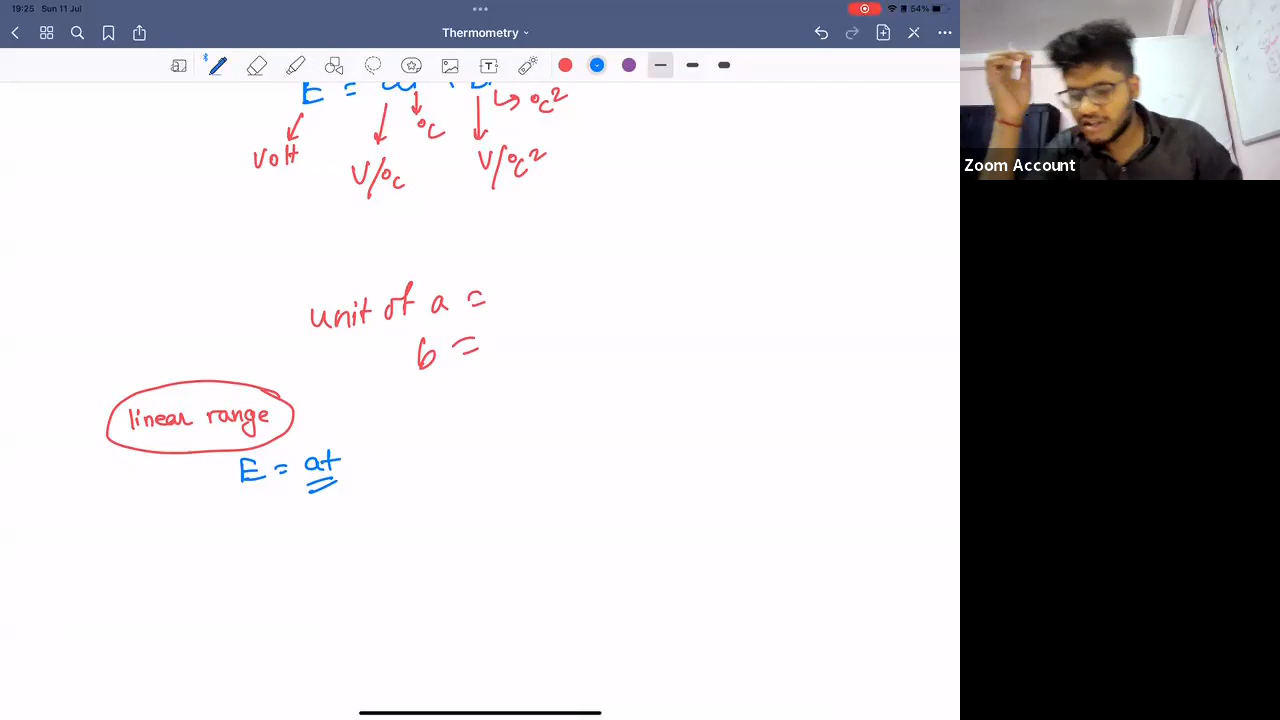 19:25 Sun 11 Jul
54%
Thermometry
E =
°C²
°C
Volt
V/°C
V/°C²
unit of a =
b =
linear range
E = at
Zoom Account